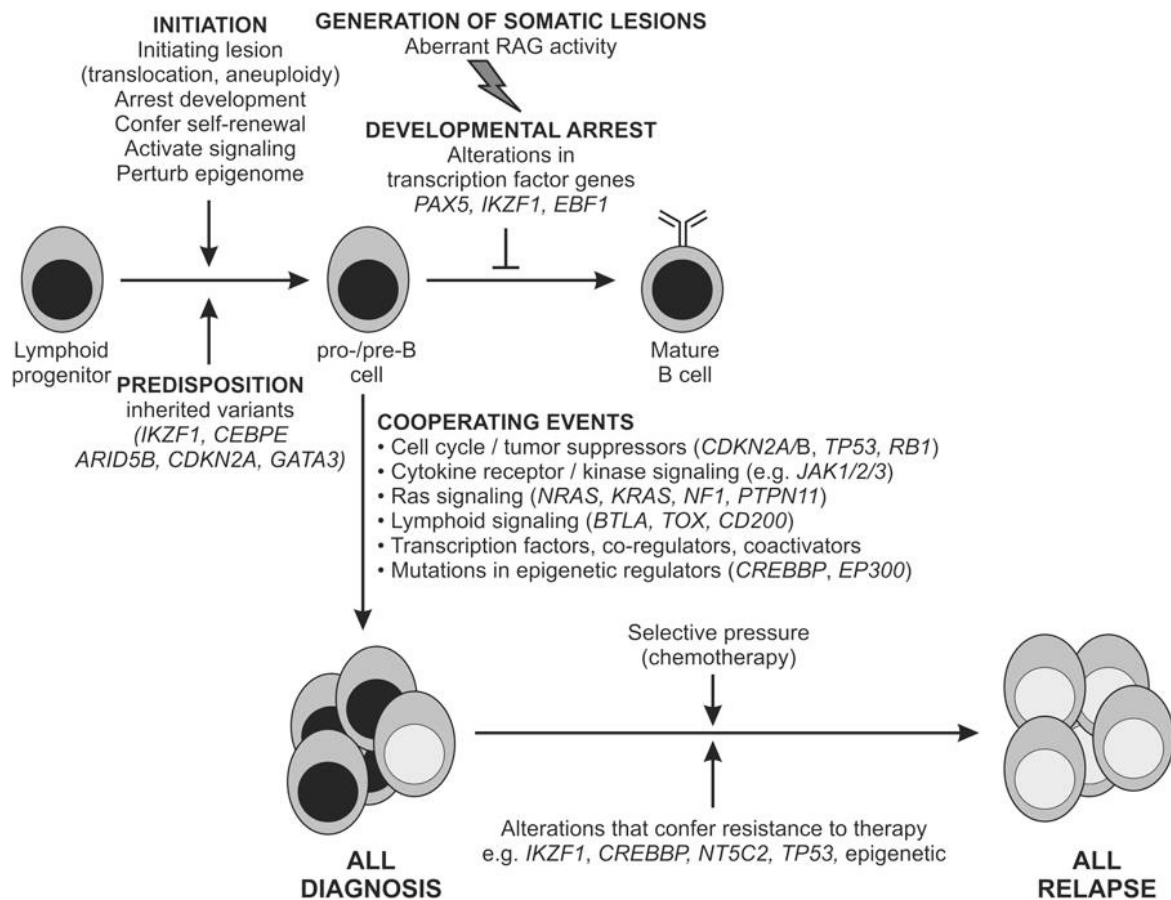 INITIATION
Initiating lesion
(translocation, aneuploidy)
Arrest development
Confer self-renewal
Activate signaling
Perturb epigenome
GENERATION OF SOMATIC LESIONS
Aberrant RAG activity
DEVELOPMENTAL ARREST
Alterations in
transcription factor genes
PAX5, IKZF1, EBF1
Lymphoid
progenitor
pro-/pre-B
cell
Mature
B cell
PREDISPOSITION
inherited variants
(IKZF1, CEBPE
ARID5B, CDKN2A, GATA3)
COOPERATING EVENTS
• Cell cycle / tumor suppressors (CDKN2A/B, TP53, RB1)
• Cytokine receptor / kinase signaling (e.g. JAK1/2/3)
• Ras signaling (NRAS, KRAS, NF1, PTPN11)
• Lymphoid signaling (BTLA, TOX, CD200)
• Transcription factors, co-regulators, coactivators
• Mutations in epigenetic regulators (CREBBP, EP300)
Selective pressure
(chemotherapy)
Alterations that confer resistance to therapy
e.g. IKZF1, CREBBP, NT5C2, TP53, epigenetic
ALL
DIAGNOSIS
ALL
RELAPSE